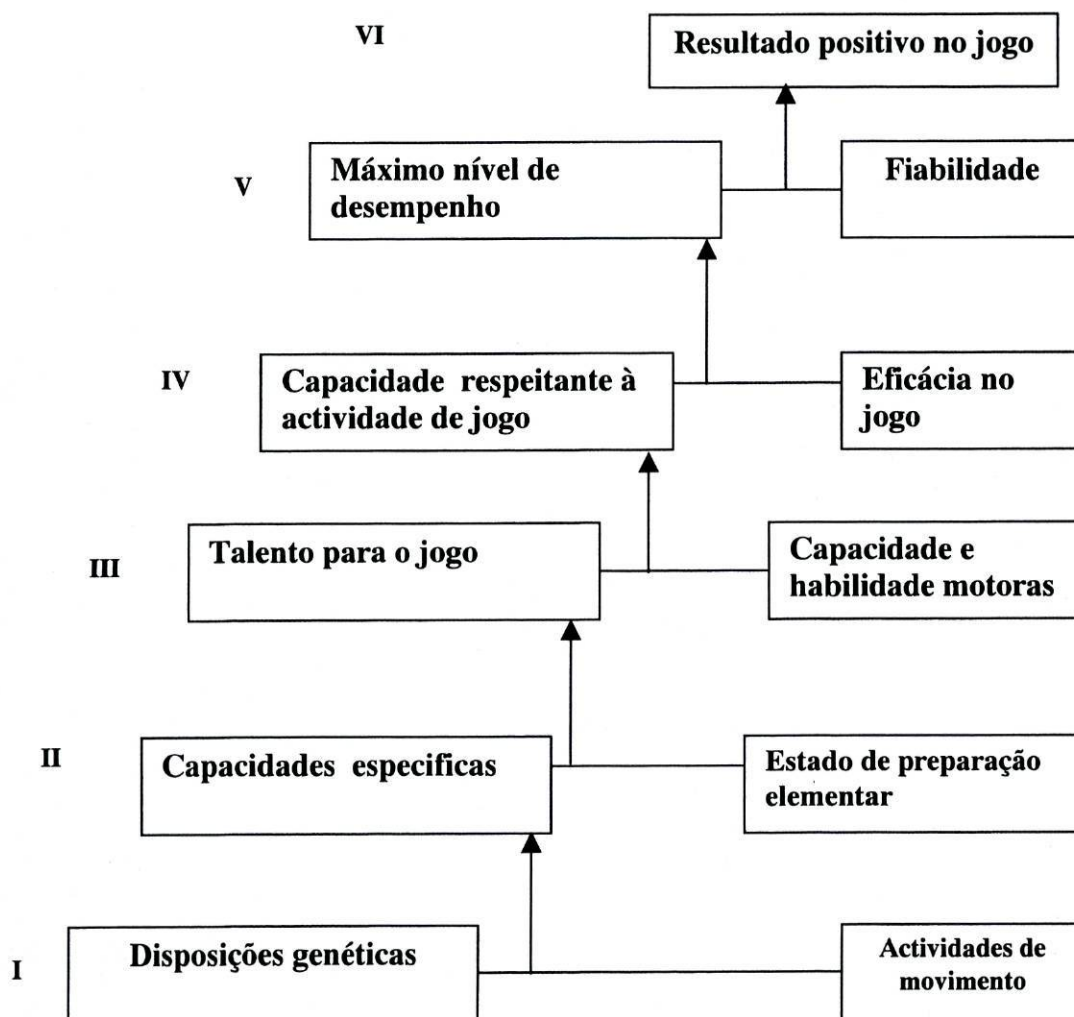 VI
Resultado positivo no jogo
V
Máximo nível de
desempenho
Fiabilidade
IV
Capacidade respeitante à
actividade de jogo
Eficácia no
jogo
III
Talento para o jogo
Capacidade e
habilidade motoras
II
Capacidades especificas
Estado de preparação
elementar
I
Disposições genéticas
Actividades de
movimento